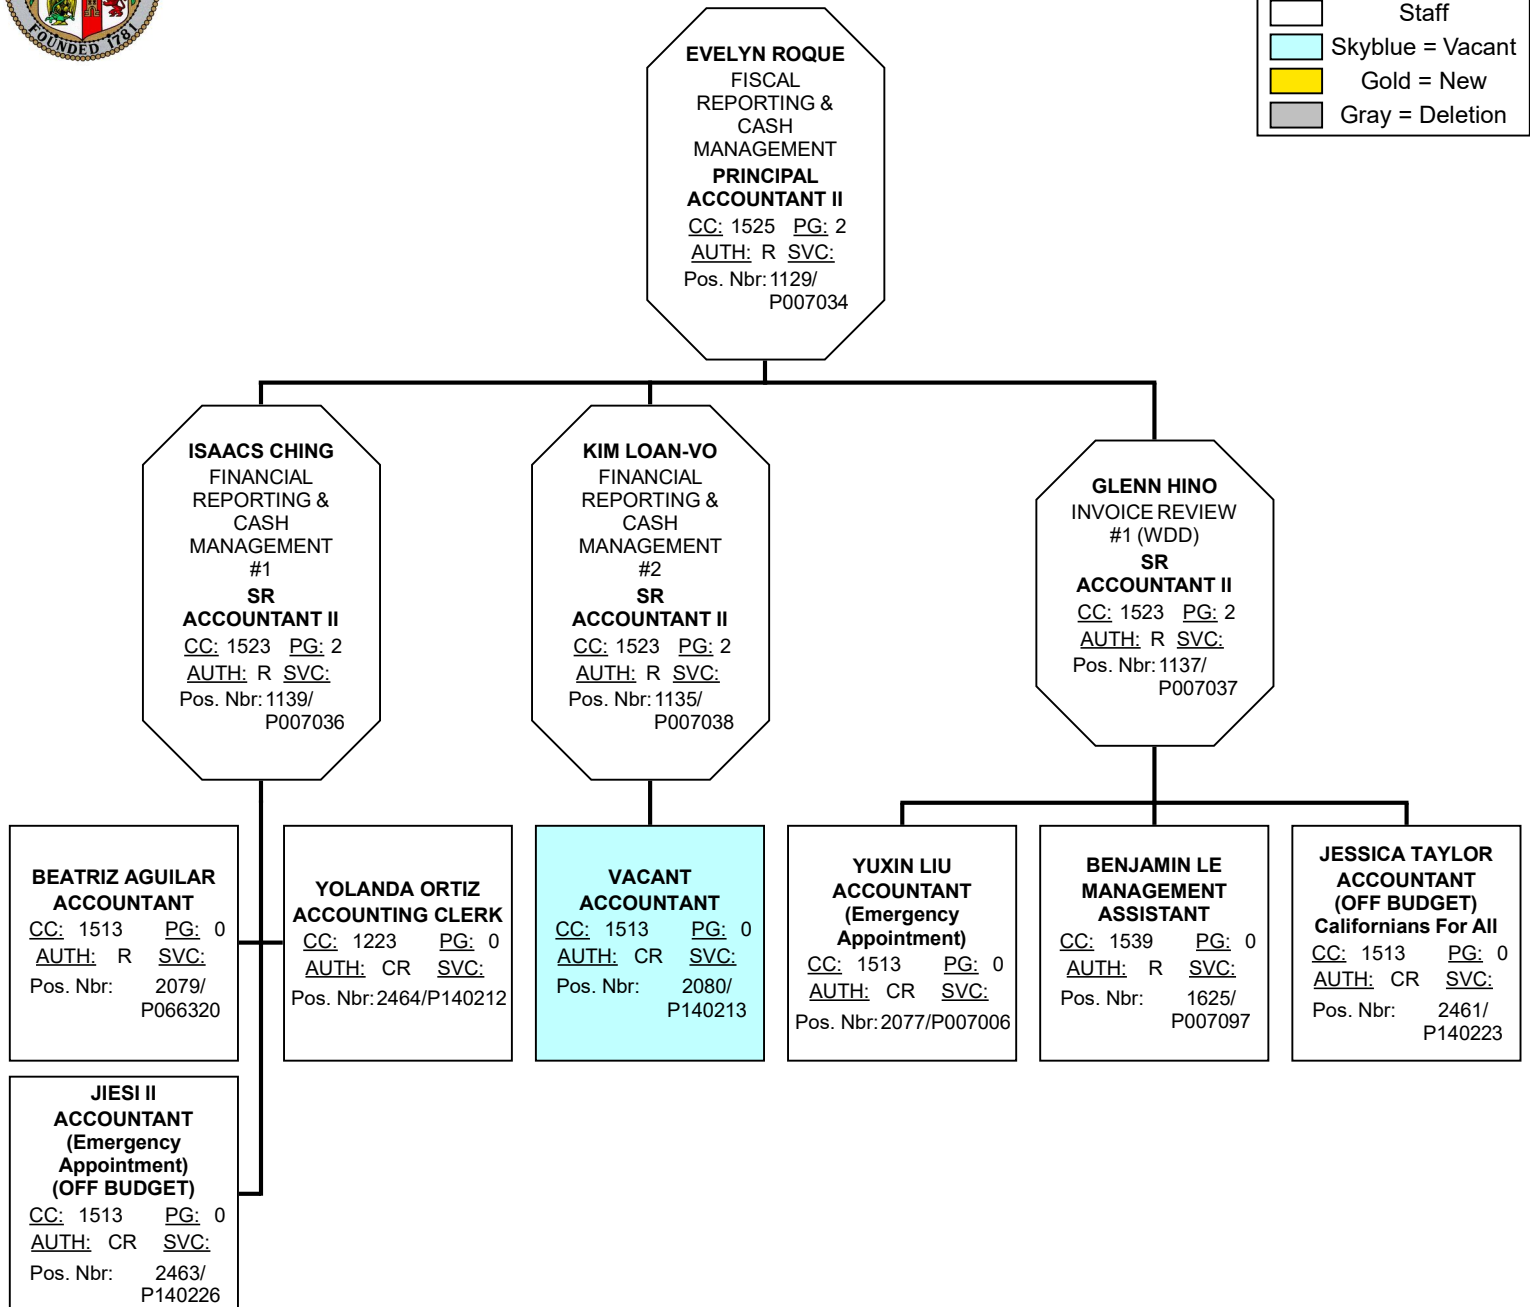 FOUNDED 1781
Staff
Skyblue = Vacant
Gold = New
Gray = Deletion
EVELYN ROQUE
FISCAL
REPORTING &
CASH
MANAGEMENT
PRINCIPAL
ACCOUNTANT II
CC: 1525 PG: 2
AUTH: R SVC:
Pos. Nbr: 1129/
P007034
ISAACS CHING
FINANCIAL
REPORTING &
CASH
MANAGEMENT
#1
SR
ACCOUNTANT II
CC: 1523 PG: 2
AUTH: R SVC:
Pos. Nbr: 1139/
P007036
KIM LOAN-VO
FINANCIAL
REPORTING &
CASH
MANAGEMENT
#2
SR
ACCOUNTANT II
CC: 1523 PG: 2
AUTH: R SVC:
Pos. Nbr: 1135/
P007038
GLENN HINO
INVOICE REVIEW
#1 (WDD)
SR
ACCOUNTANT II
CC: 1523 PG: 2
AUTH: R SVC:
Pos. Nbr: 1137/
P007037
BEATRIZ AGUILAR
ACCOUNTANT
CC: 1513 PG: 0
AUTH: R SVC:
Pos. Nbr: 2079/
P066320
YOLANDA ORTIZ
ACCOUNTING CLERK
CC: 1223 PG: 0
AUTH: CR SVC:
Pos. Nbr: 2464/P140212
VACANT
ACCOUNTANT
CC: 1513 PG: 0
AUTH: CR SVC:
Pos. Nbr: 2080/
P140213
YUXIN LIU
ACCOUNTANT
(Emergency
Appointment)
CC: 1513 PG: 0
AUTH: CR SVC:
Pos. Nbr: 2077/P007006
BENJAMIN LE
MANAGEMENT
ASSISTANT
CC: 1539 PG: 0
AUTH: R SVC:
Pos. Nbr: 1625/
P007097
JESSICA TAYLOR
ACCOUNTANT
(OFF BUDGET)
Californians For All
CC: 1513 PG: 0
AUTH: CR SVC:
Pos. Nbr: 2461/
P140223
JIESI II
ACCOUNTANT
(Emergency
Appointment)
(OFF BUDGET)
CC: 1513 PG: 0
AUTH: CR SVC:
Pos. Nbr: 2463/
P140226